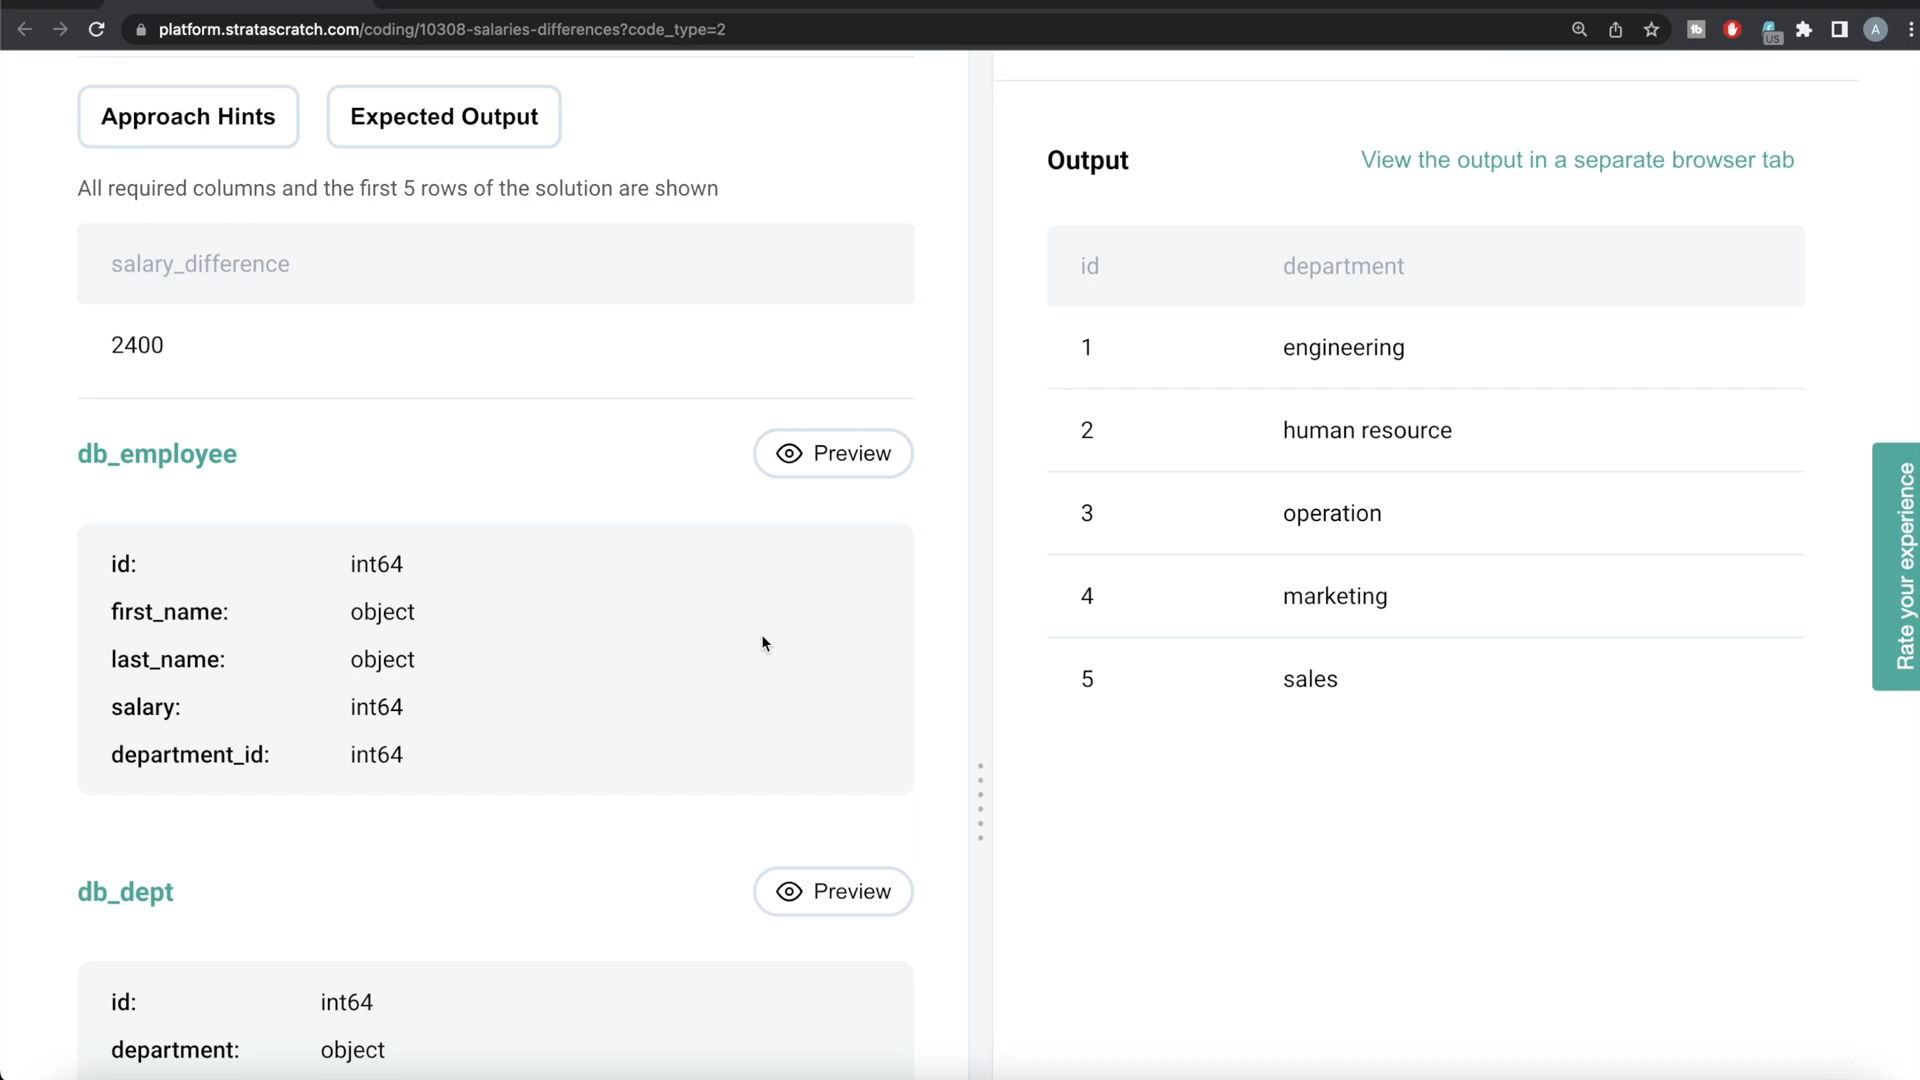 platform.stratascratch.com/coding/10308-salaries-differences?code_type=2
US
A
Approach Hints
Expected Output
All required columns and the first 5 rows of the solution are shown
salary_difference
2400
db_employee
Preview
id: int64
first_name: object
last_name: object
salary: int64
department_id: int64
db_dept
Preview
id: int64
department: object
Output
View the output in a separate browser tab
id department
1 engineering
2 human resource
3 operation
4 marketing
5 sales
Rate your experience